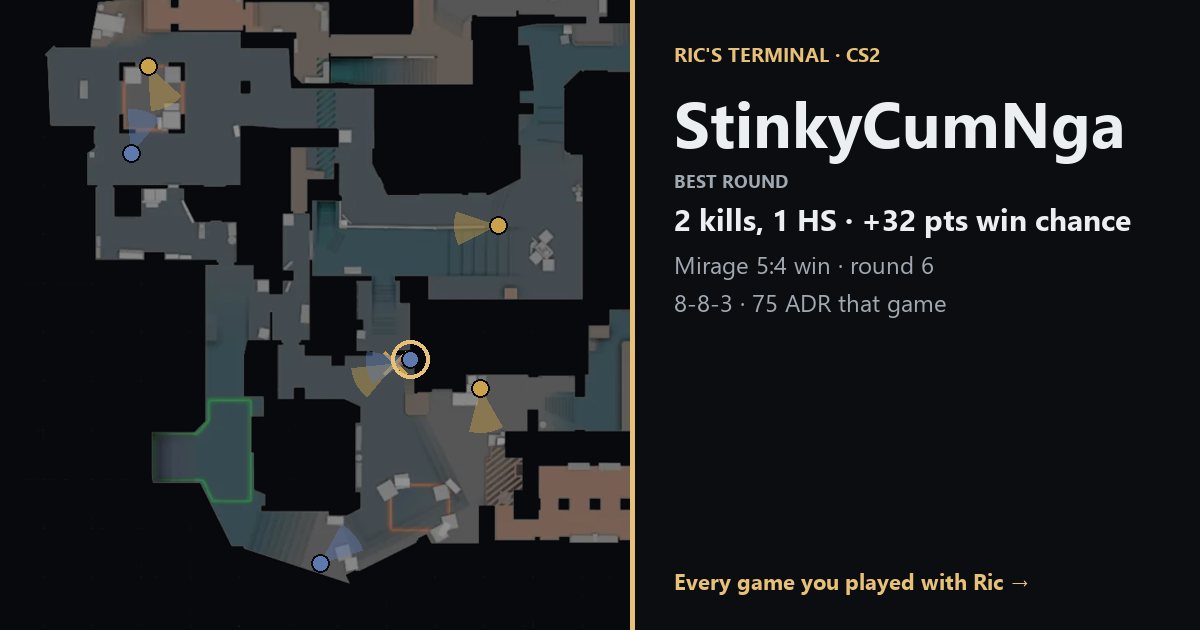 RIC'S TERMINAL · CS2
StinkyCumNga
BEST ROUND
2 kills, 1 HS · +32 pts win chance
Mirage 5:4 win · round 6
8-8-3 · 75 ADR that game
Every game you played with Ric →